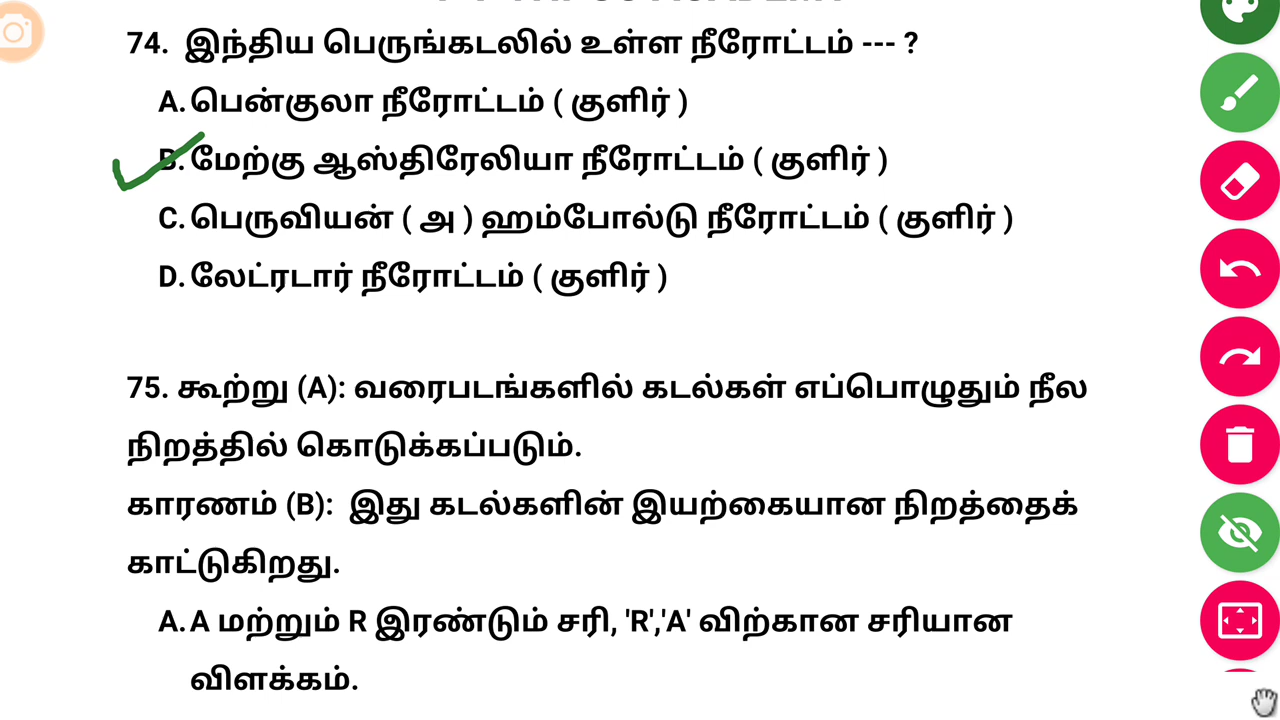 74. இந்திய பெருங்கடலில் உள்ள நீரோட்டம் --- ?
A. பென்குலா நீரோட்டம் ( குளிர் )
B. மேற்கு ஆஸ்திரேலியா நீரோட்டம் ( குளிர் )
C. பெருவியன் ( அ ) ஹம்போல்டு நீரோட்டம் ( குளிர் )
D. லேட்ரடார் நீரோட்டம் ( குளிர் )
75. கூற்று (A): வரைபடங்களில் கடல்கள் எப்பொழுதும் நீல
நிறத்தில் கொடுக்கப்படும்.
காரணம் (B): இது கடல்களின் இயற்கையான நிறத்தைக்
காட்டுகிறது.
A. A மற்றும் R இரண்டும் சரி, 'R','A' விற்கான சரியான
விளக்கம்.